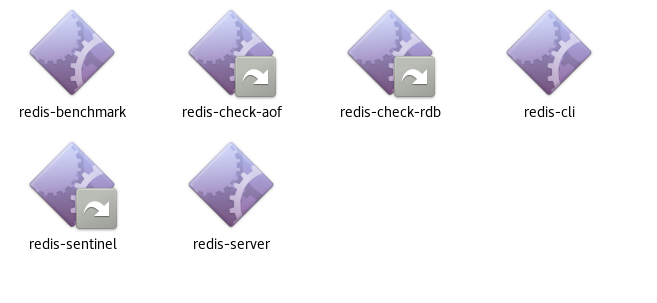 redis-benchmark
redis-check-aof
redis-check-rdb
redis-cli
redis-sentinel
redis-server